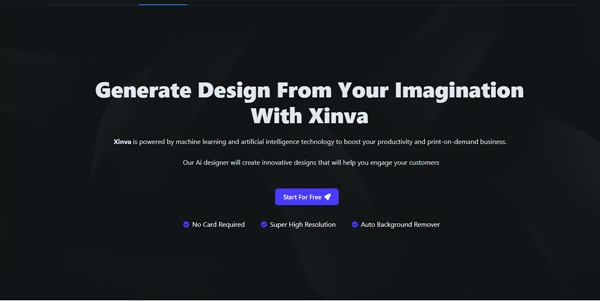 Generate Design From Your Imagination
With Xinva
Xinva is powered by machine learning and artificial intelligence technology to boost your productivity and print-on-demand business.
Our Ai designer will create innovative designs that will help you engage your customers
Start For Free
No Card Required Super High Resolution Auto Background Remover